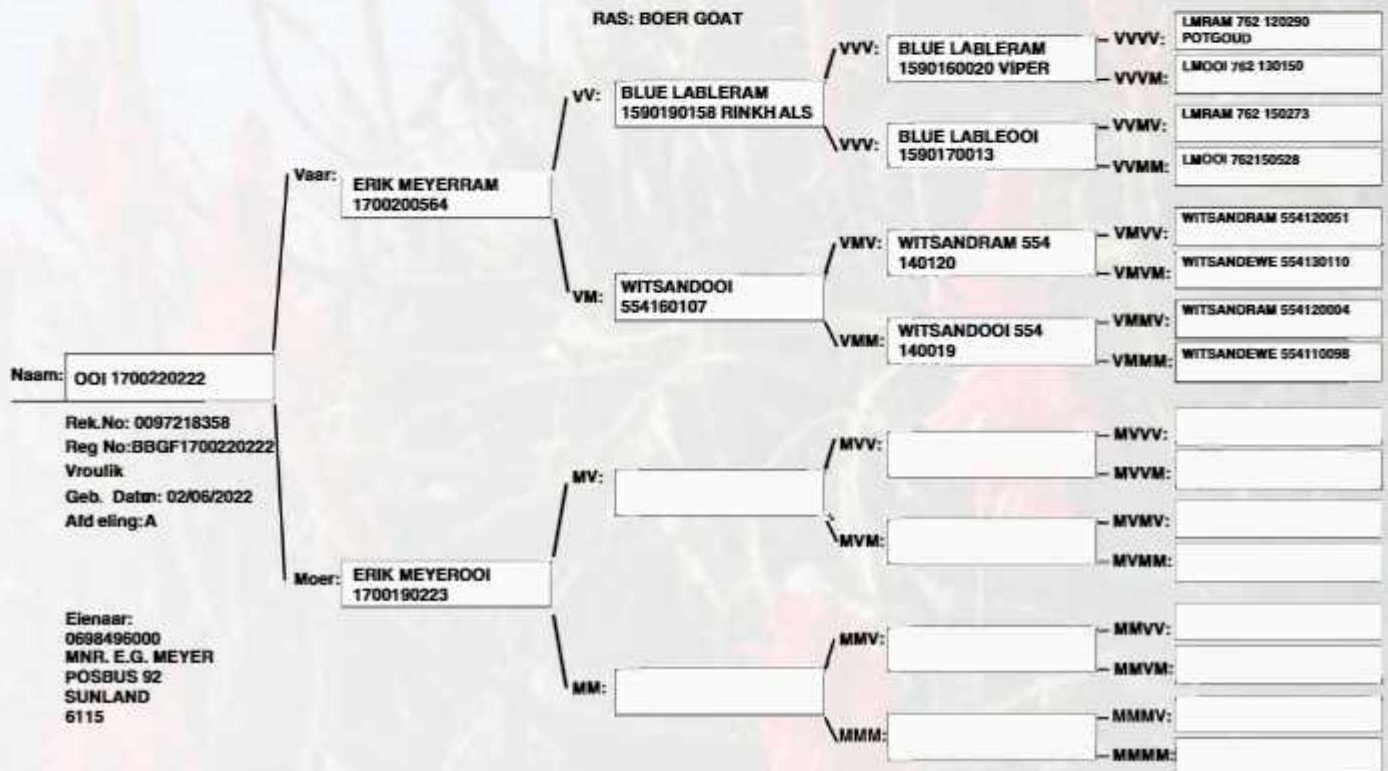 RAS: BOER GOAT
Naam: OOI 1700220222
Rek.No: 0097218358
Reg No:BBGF1700220222
Vroulik
Geb. Datm: 02/06/2022
Afd eling:A
Eienaar:
0698496000
MNR. E.G. MEYER
POSBUS 92
SUNLAND
6115
Vaar: ERIK MEYERRAM
1700200564
Moer: ERIK MEYEROOI
1700190223
VV: BLUE LABLERAM
1590190158 RINKH ALS
VM: WITSANDOOI
554160107
MV:
MM:
VVV: BLUE LABLERAM
1590160020 VIPER
VVV: BLUE LABLEOOI
1590170013
VMV: WITSANDRAM 554
140120
VMM: WITSANDOOI 554
140019
MVV:
MVM:
MMV:
MMM:
VVVV: LMRAM 762 120290
POTGOUD
VVVM: LMOOI 762 130150
VVMV: LMRAM 762 150273
VVMM: LMOOI 762150528
VMVV: WITSANDRAM 554120051
VMVM: WITSANDEWE 554130110
VMMV: WITSANDRAM 554120004
VMMM: WITSANDEWE 554110098
MVVV:
MVVM:
MVMV:
MVMM:
MMVV:
MMVM:
MMMV:
MMMM: